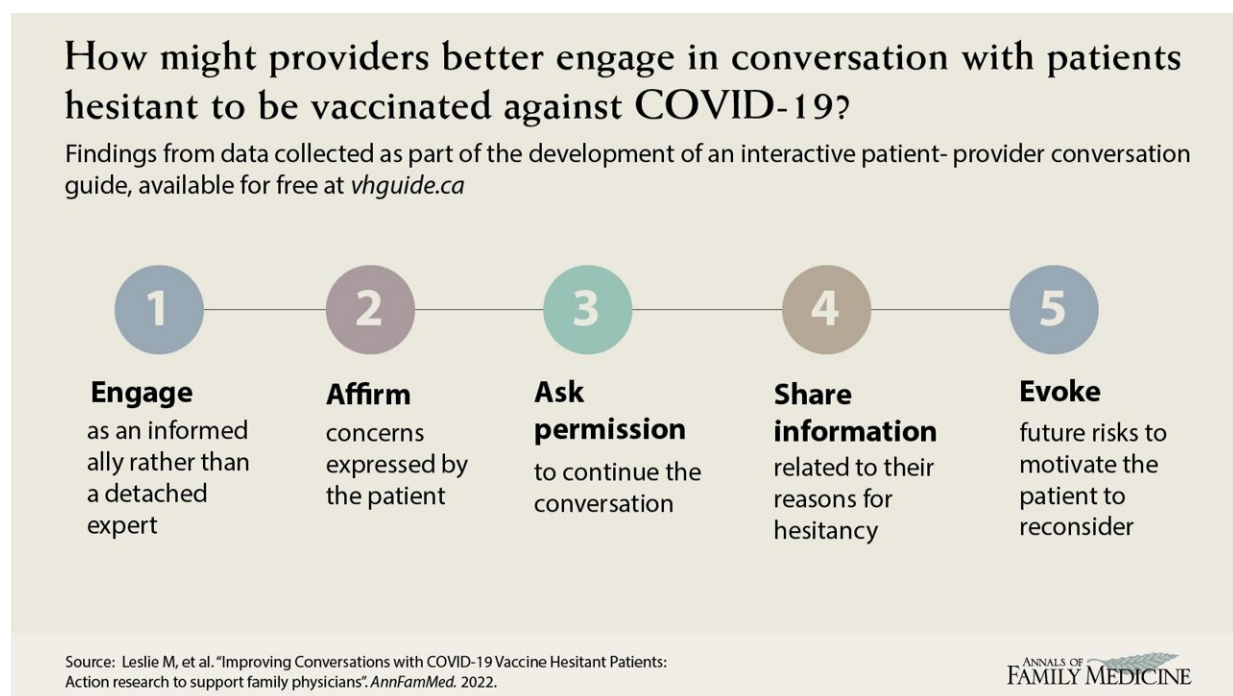 How might providers better engage in conversation with patients
hesitant to be vaccinated against COVID-19?
Findings from data collected as part of the development of an interactive patient- provider conversation
guide, available for free at vhguide.ca
1
Engage
as an informed
ally rather than
a detached
expert
2
Affirm
concerns
expressed by
the patient
3
Ask
permission
to continue the
conversation
4
Share
information
related to their
reasons for
hesitancy
5
Evoke
future risks to
motivate the
patient to
reconsider
Source: Leslie M, et al. “Improving Conversations with COVID-19 Vaccine Hesitant Patients:
Action research to support family physicians”. AnnFamMed. 2022.
ANNALS OF
FAMILY MEDICINE